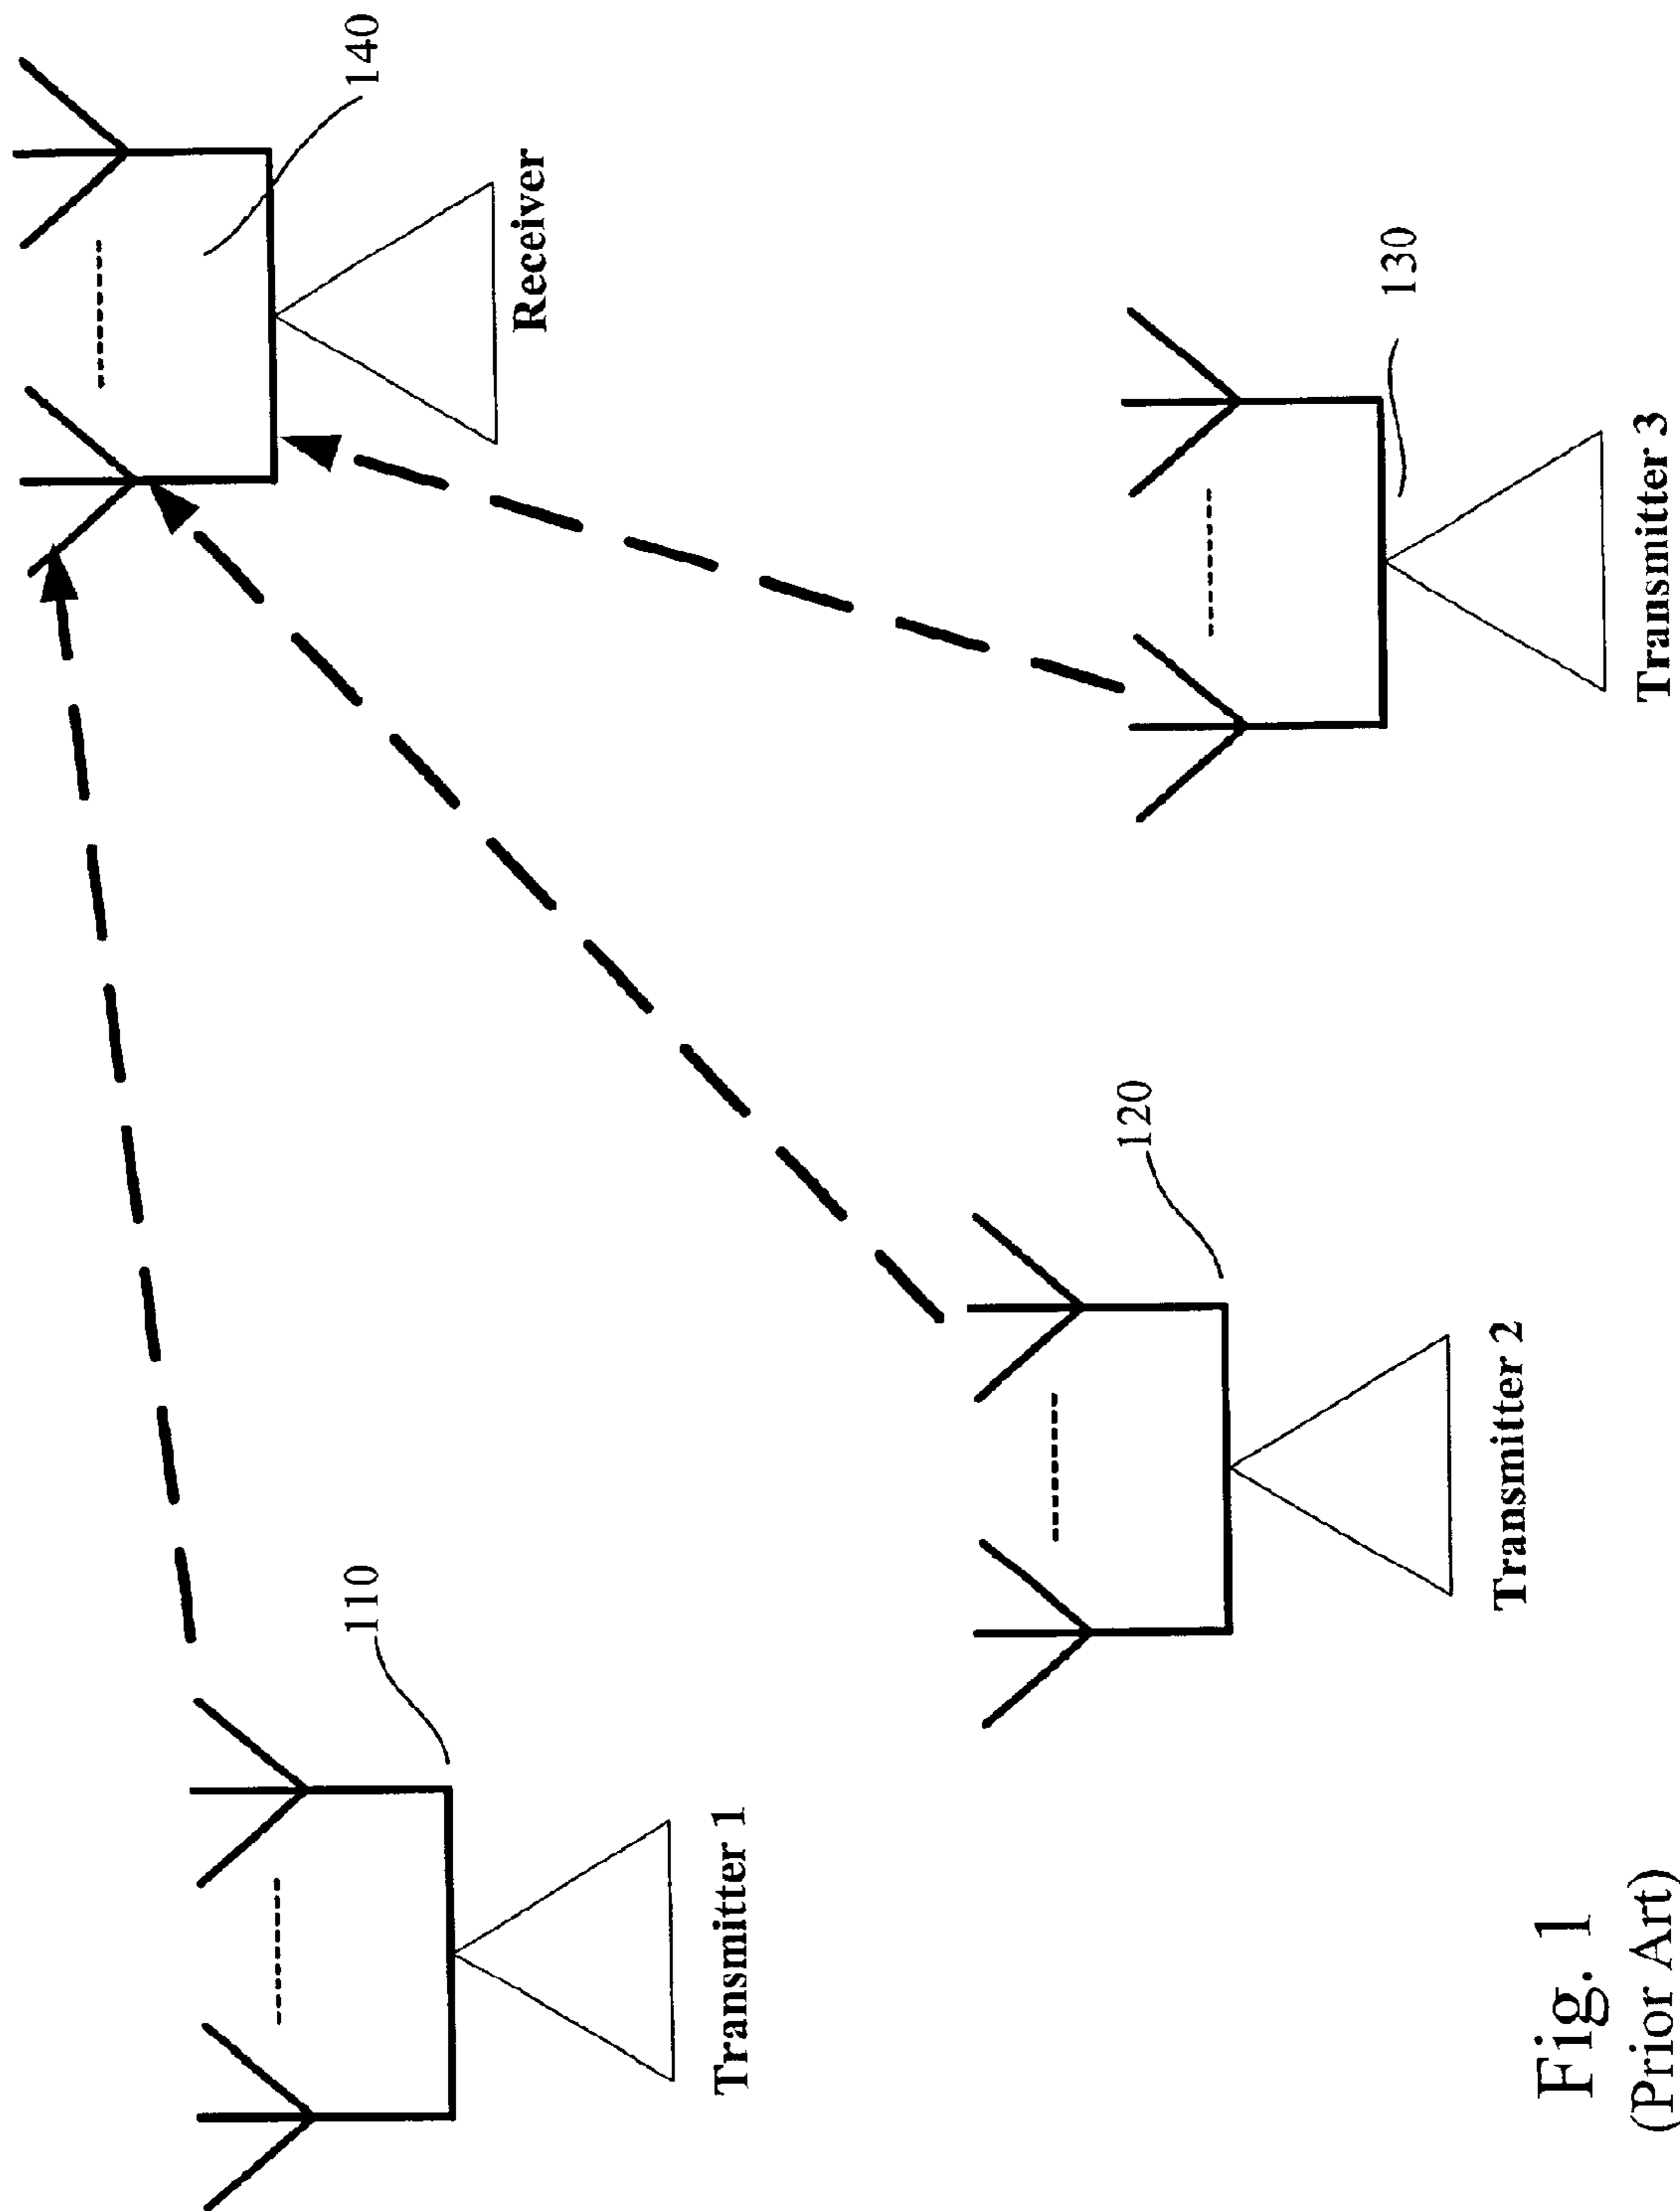 140
Receiver
110
Transmitter 1
120
Transmitter 2
130
Transmitter 3
Fig. 1
(Prior Art)